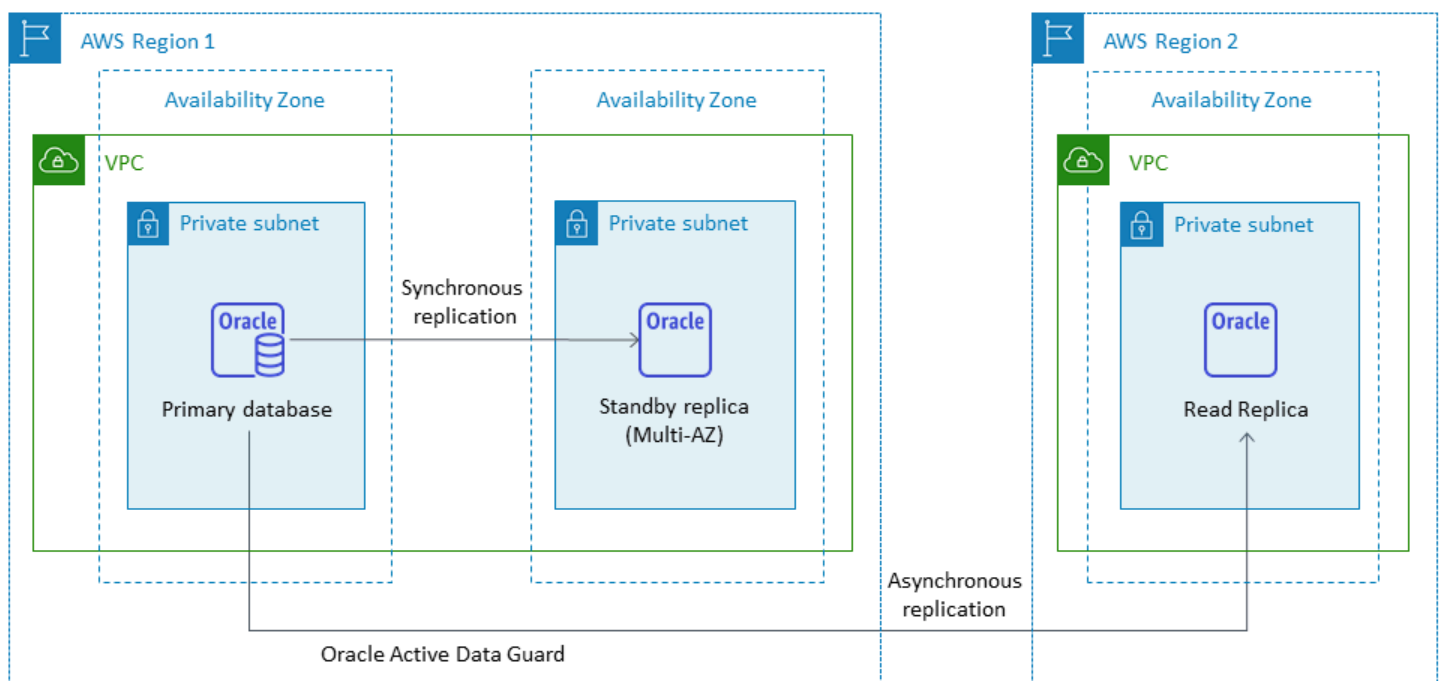 AWS Region 1
AWS Region 2
Availability Zone
Availability Zone
Availability Zone
VPC
VPC
Private subnet
Private subnet
Private subnet
Synchronous
replication
Oracle
Oracle
Oracle
Primary database
Standby replica
(Multi-AZ)
Read Replica
Asynchronous
replication
Oracle Active Data Guard